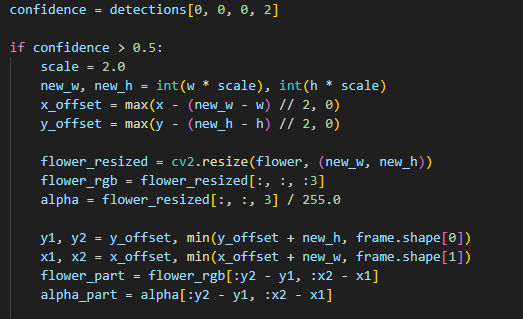 confidence = detections[0, 0, 0, 2]
if confidence > 0.5:
scale = 2.0
new_w, new_h = int(w * scale), int(h * scale)
x_offset = max(x - (new_w - w) // 2, 0)
y_offset = max(y - (new_h - h) // 2, 0)
flower_resized = cv2.resize(flower, (new_w, new_h))
flower_rgb = flower_resized[:, :, :3]
alpha = flower_resized[:, :, 3] / 255.0
y1, y2 = y_offset, min(y_offset + new_h, frame.shape[0])
x1, x2 = x_offset, min(x_offset + new_w, frame.shape[1])
flower_part = flower_rgb[:y2 - y1, :x2 - x1]
alpha_part = alpha[:y2 - y1, :x2 - x1]